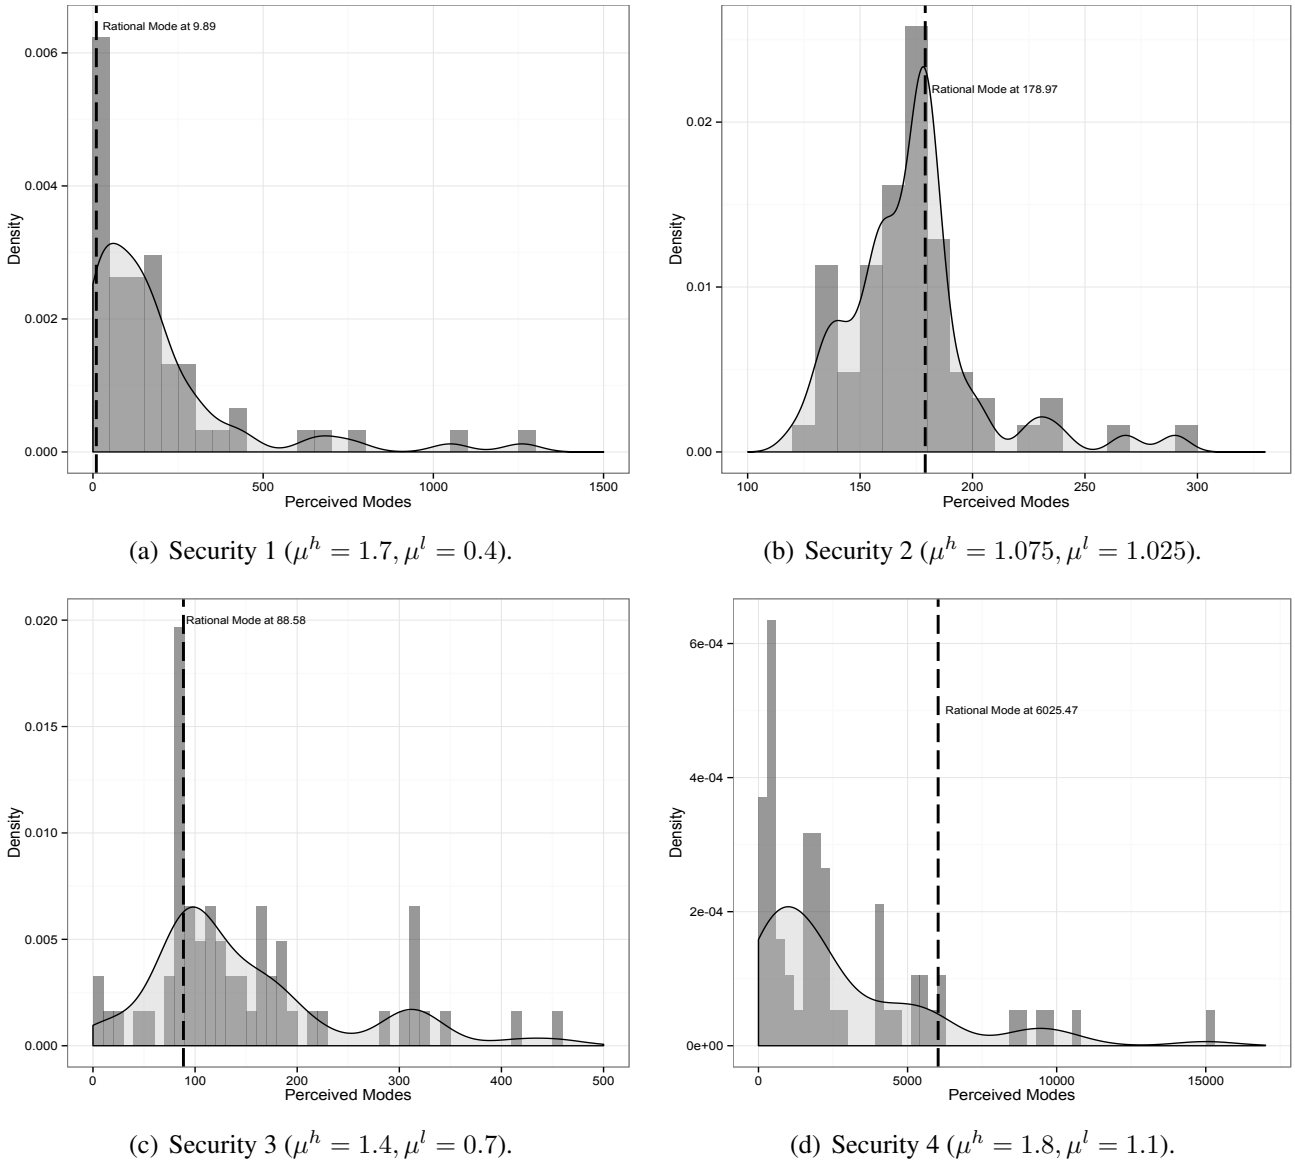 Rational Mode at 9.89
0.006
0.004
0.002
0.000
Density
0 500 1000 1500
Perceived Modes
(a) Security 1 (μ^h = 1.7, μ^l = 0.4).
Rational Mode at 178.97
0.02
0.01
0.00
Density
100 150 200 250 300
Perceived Modes
(b) Security 2 (μ^h = 1.075, μ^l = 1.025).
Rational Mode at 88.58
0.020
0.015
0.010
0.005
0.000
Density
0 100 200 300 400 500
Perceived Modes
(c) Security 3 (μ^h = 1.4, μ^l = 0.7).
6e-04
Rational Mode at 6025.47
4e-04
2e-04
0e+00
Density
0 5000 10000 15000
Perceived Modes
(d) Security 4 (μ^h = 1.8, μ^l = 1.1).